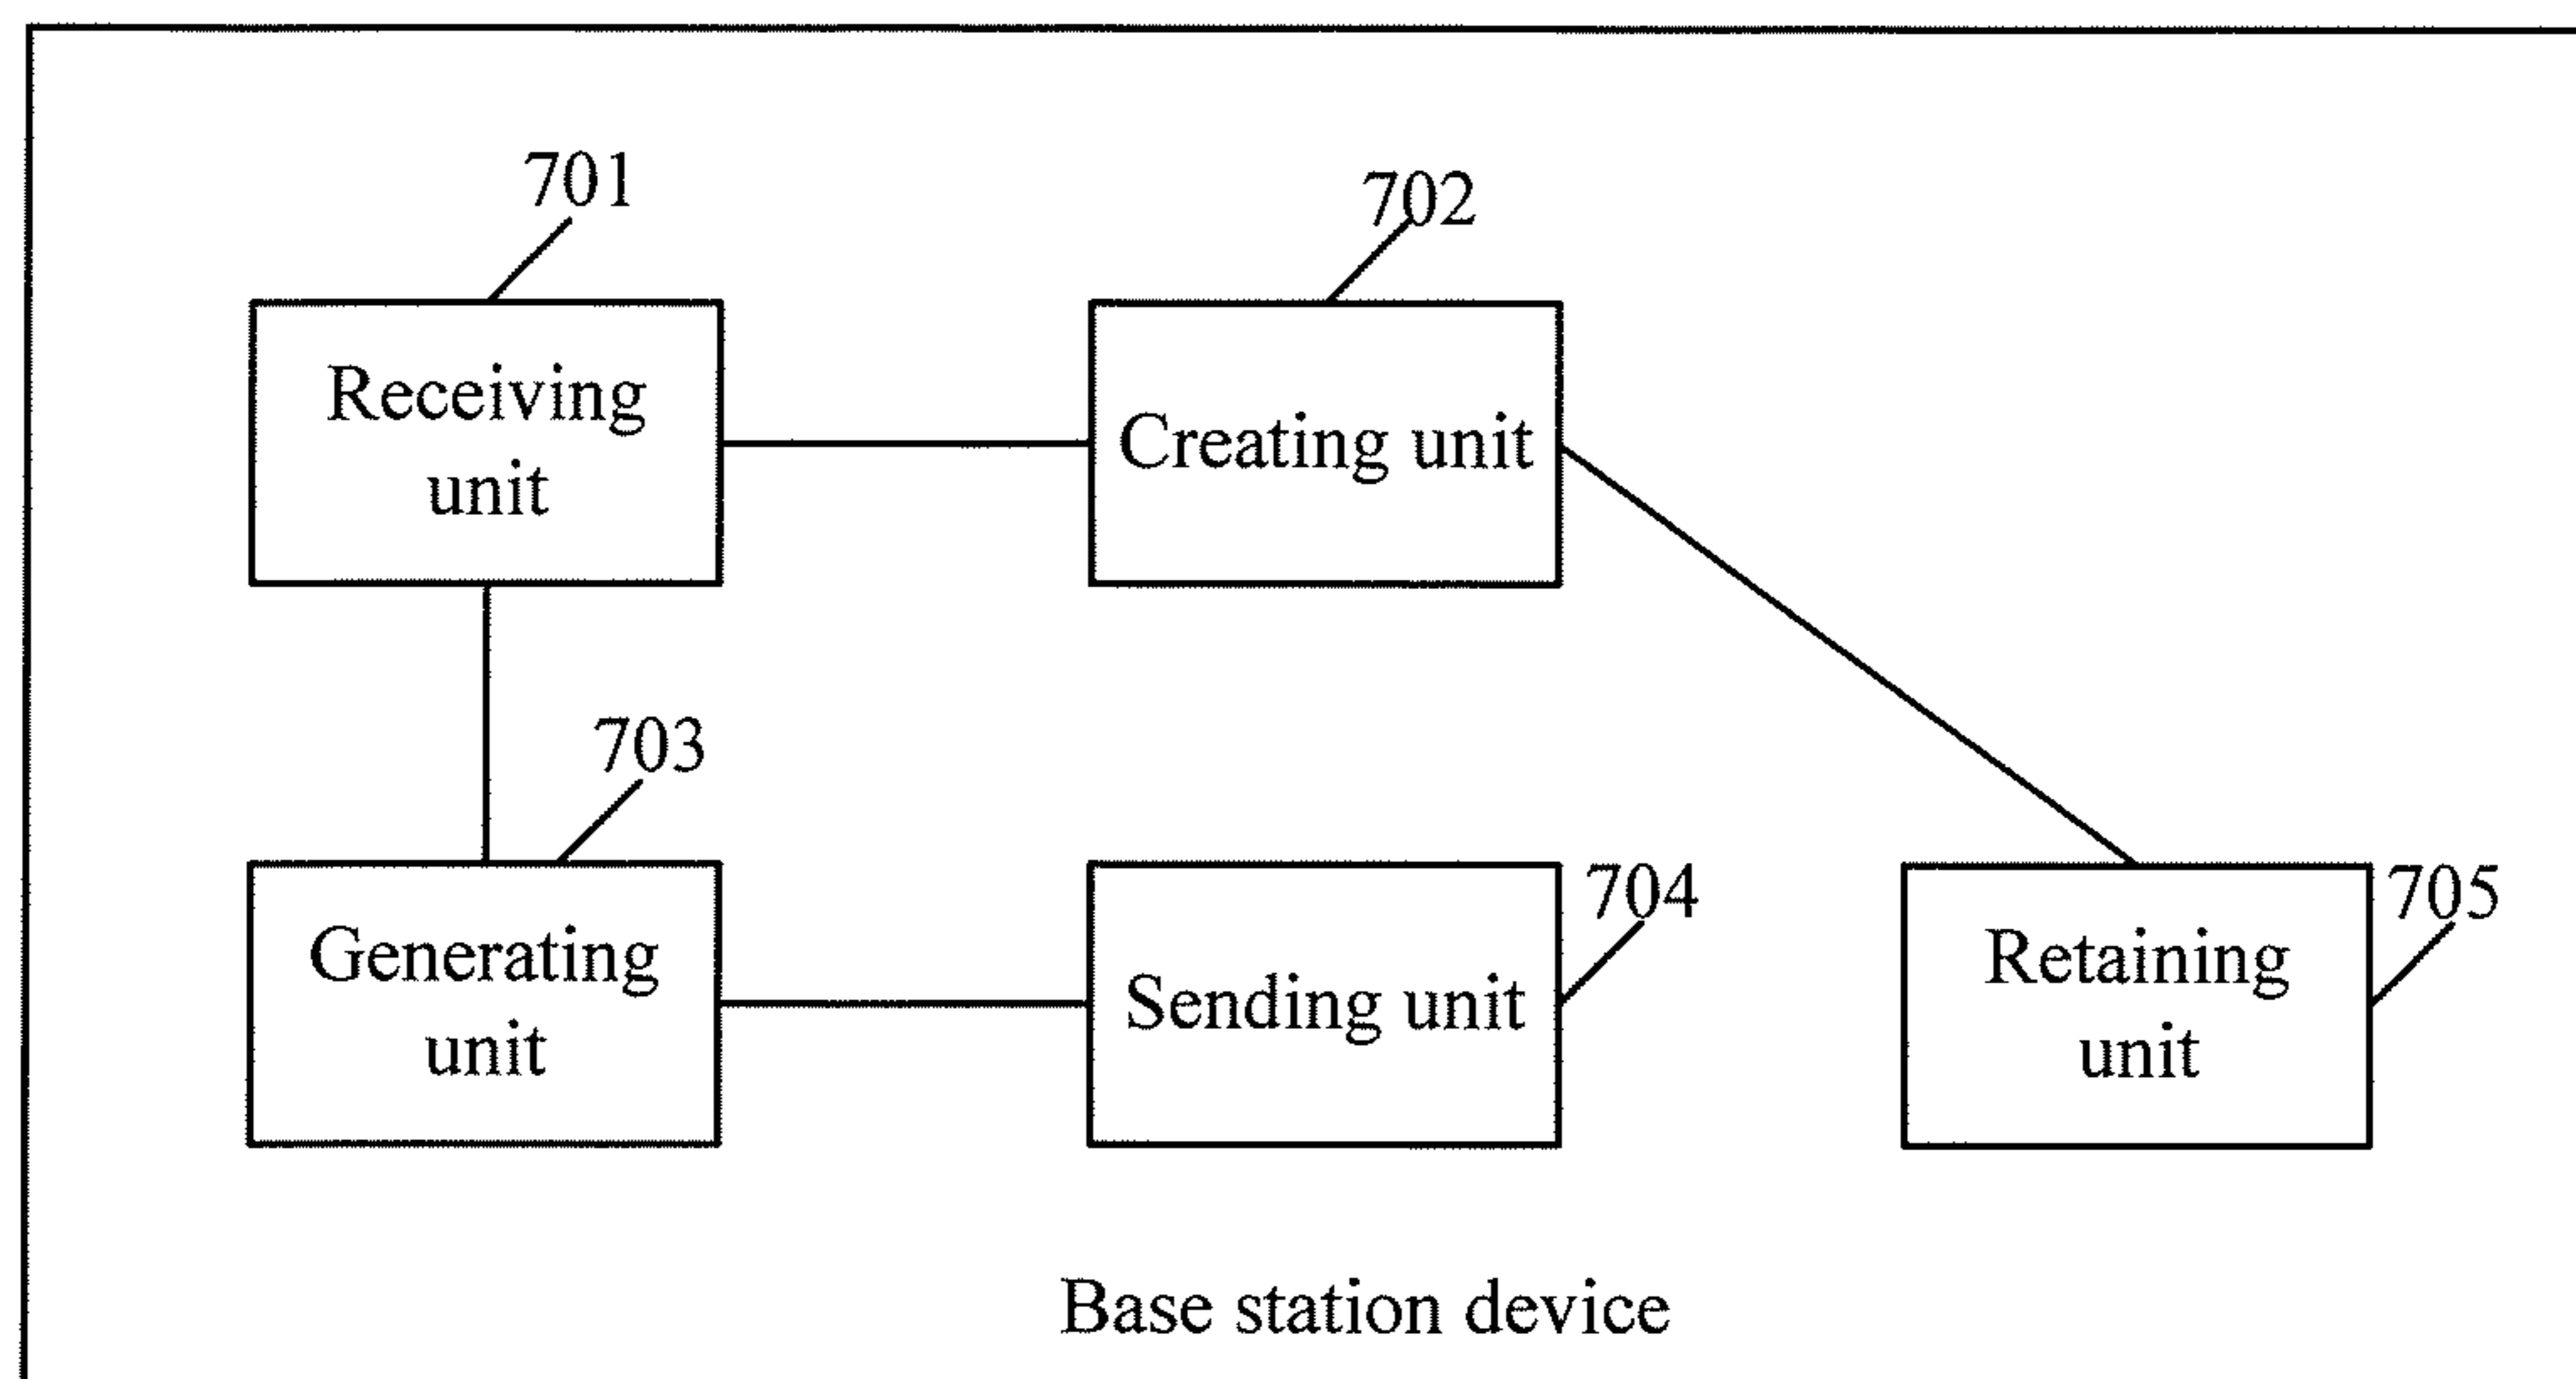 701
702
Receiving
unit
Creating unit
703
704
705
Generating
unit
Sending unit
Retaining
unit
Base station device